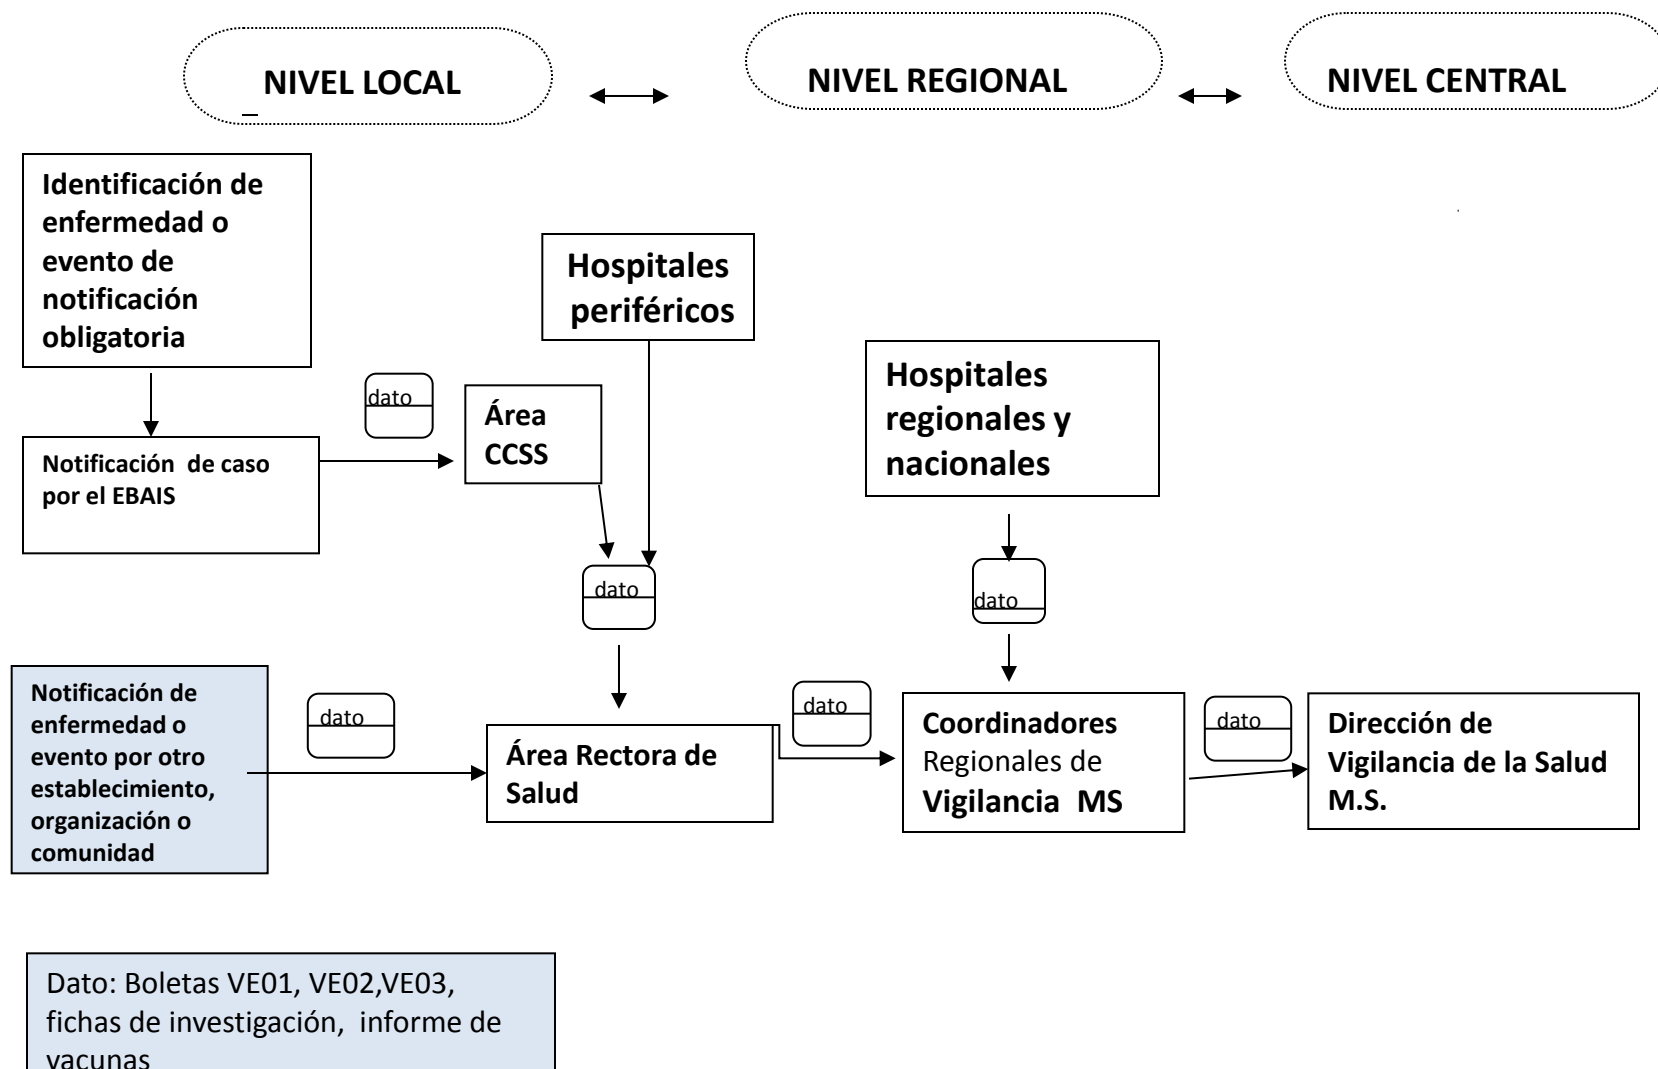 NIVEL LOCAL
NIVEL REGIONAL
NIVEL CENTRAL
Identificación de
enfermedad o
evento de
notificación
obligatoria
Hospitales
periféricos
Hospitales
regionales y
nacionales
dato
Área
CCSS
Notificación de caso
por el EBAIS
dato
dato
Notificación de
enfermedad o
evento por otro
establecimiento,
organización o
comunidad
dato
Área Rectora de
Salud
dato
Coordinadores
Regionales de
Vigilancia MS
dato
Dirección de
Vigilancia de la Salud
M.S.
Dato: Boletas VE01, VE02,VE03,
fichas de investigación, informe de
vacunas